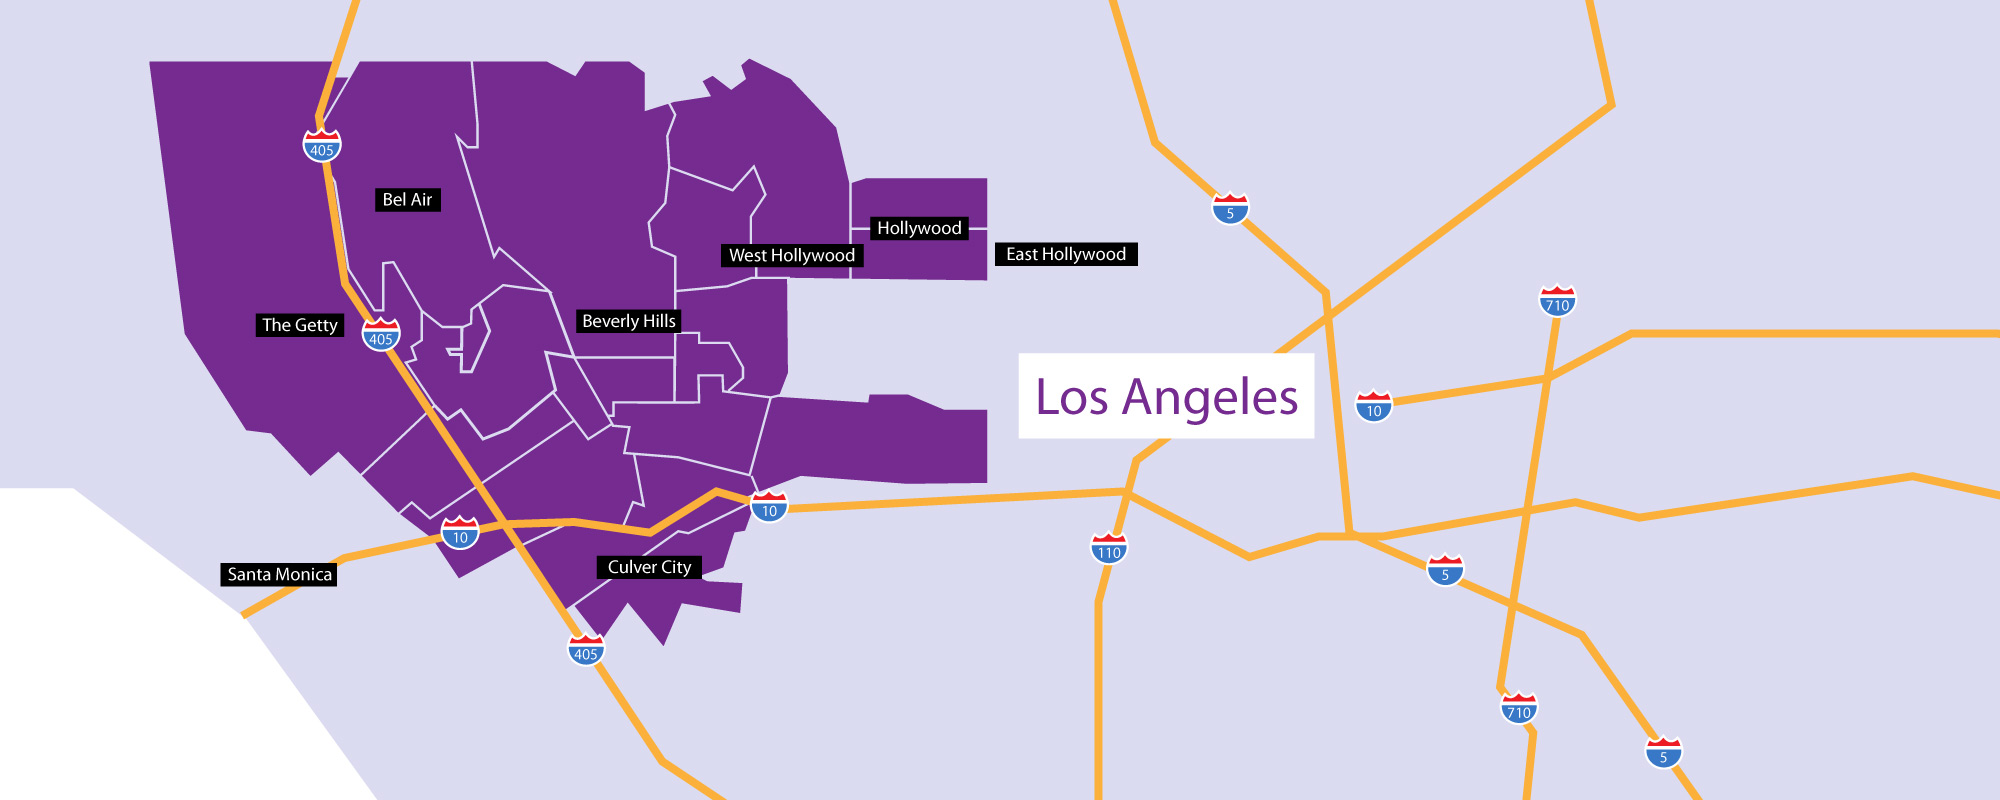 405
Bel Air
5
Hollywood
West Hollywood
East Hollywood
710
The Getty
405
Beverly Hills
Los Angeles
10
10
10
110
Santa Monica
Culver City
5
405
710
5